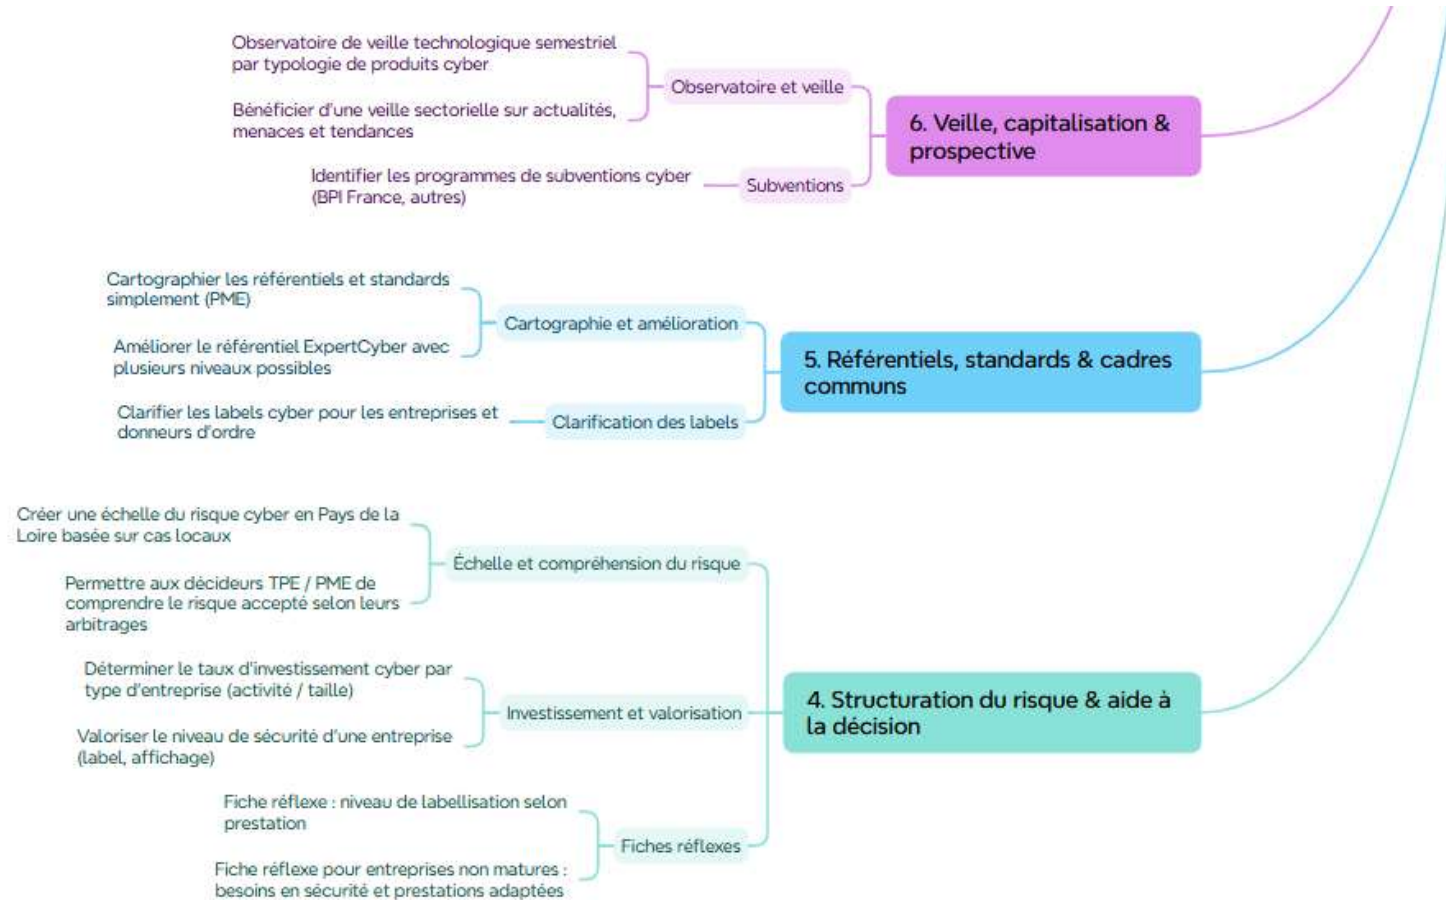 Observatoire de veille technologique semestriel
par typologie de produits cyber
Observatoire et veille
Bénéficier d'une veille sectorielle sur actualités,
menaces et tendances
6. Veille, capitalisation &
prospective
Identifier les programmes de subventions cyber
(BPI France, autres)
Subventions
Cartographier les référentiels et standards
simplement (PME)
Cartographie et amélioration
Améliorer le référentiel ExpertCyber avec
plusieurs niveaux possibles
5. Référentiels, standards & cadres
communs
Clarifier les labels cyber pour les entreprises et
donneurs d'ordre
Clarification des labels
Créer une échelle du risque cyber en Pays de la
Loire basée sur cas locaux
Échelle et compréhension du risque
Permettre aux décideurs TPE / PME de
comprendre le risque accepté selon leurs
arbitrages
Déterminer le taux d'investissement cyber par
type d'entreprise (activité / taille)
Investissement et valorisation
4. Structuration du risque & aide à
la décision
Valoriser le niveau de sécurité d'une entreprise
(label, affichage)
Fiche réflexe : niveau de labellisation selon
prestation
Fiches réflexes
Fiche réflexe pour entreprises non matures :
besoins en sécurité et prestations adaptées